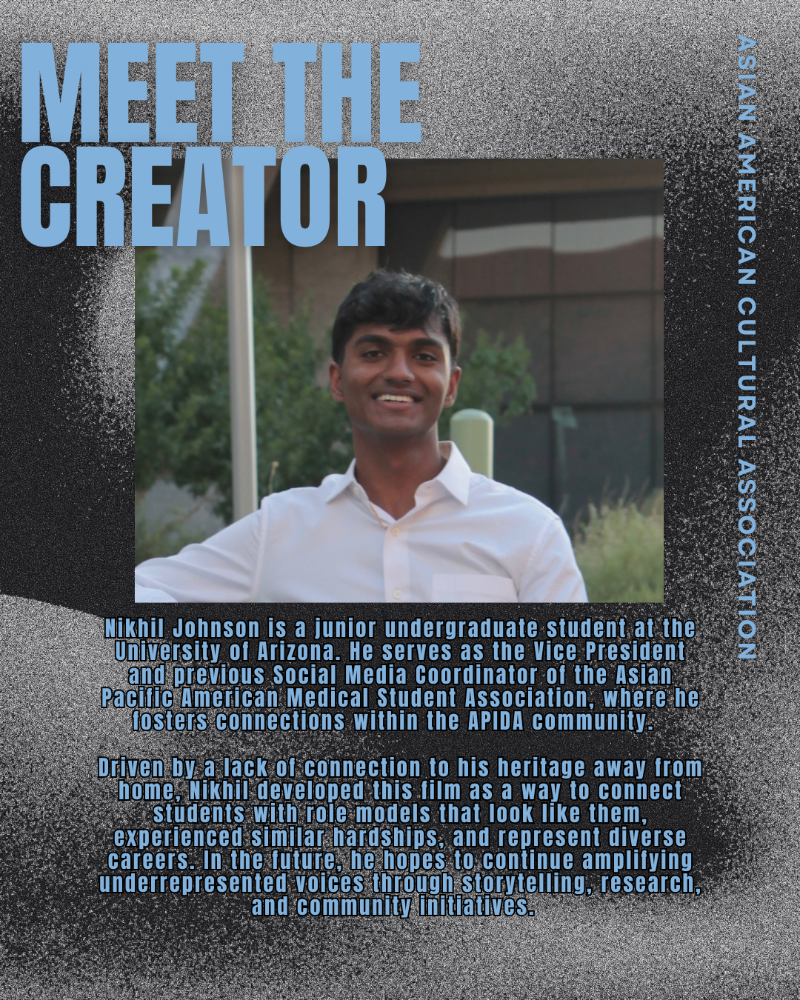 MEET THE
CREATOR
ASIAN AMERICAN CULTURAL ASSOCIATION
Nikhil Johnson is a junior undergraduate student at the
University of Arizona. He serves as the Vice President
and previous Social Media Coordinator of the Asian
Pacific American Medical Student Association, where he
fosters connections within the APIDA community.
Driven by a lack of connection to his heritage away from
home, Nikhil developed this film as a way to connect
students with role models that look like them,
experienced similar hardships, and represent diverse
careers. In the future, he hopes to continue amplifying
underrepresented voices through storytelling, research,
and community initiatives.